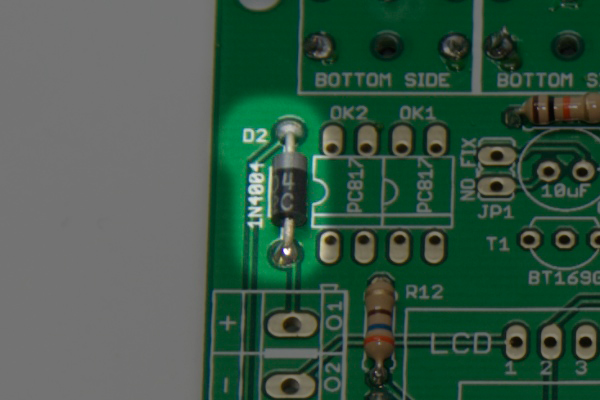 BOTTOM SIDE
BOTTOM S
D2
OK2
OK1
1N4004
04
C
PC817
PC817
NO FIX
JP1
10uF
T1
BT169
R12
+
O1
LCD
1 2 3
-
O2